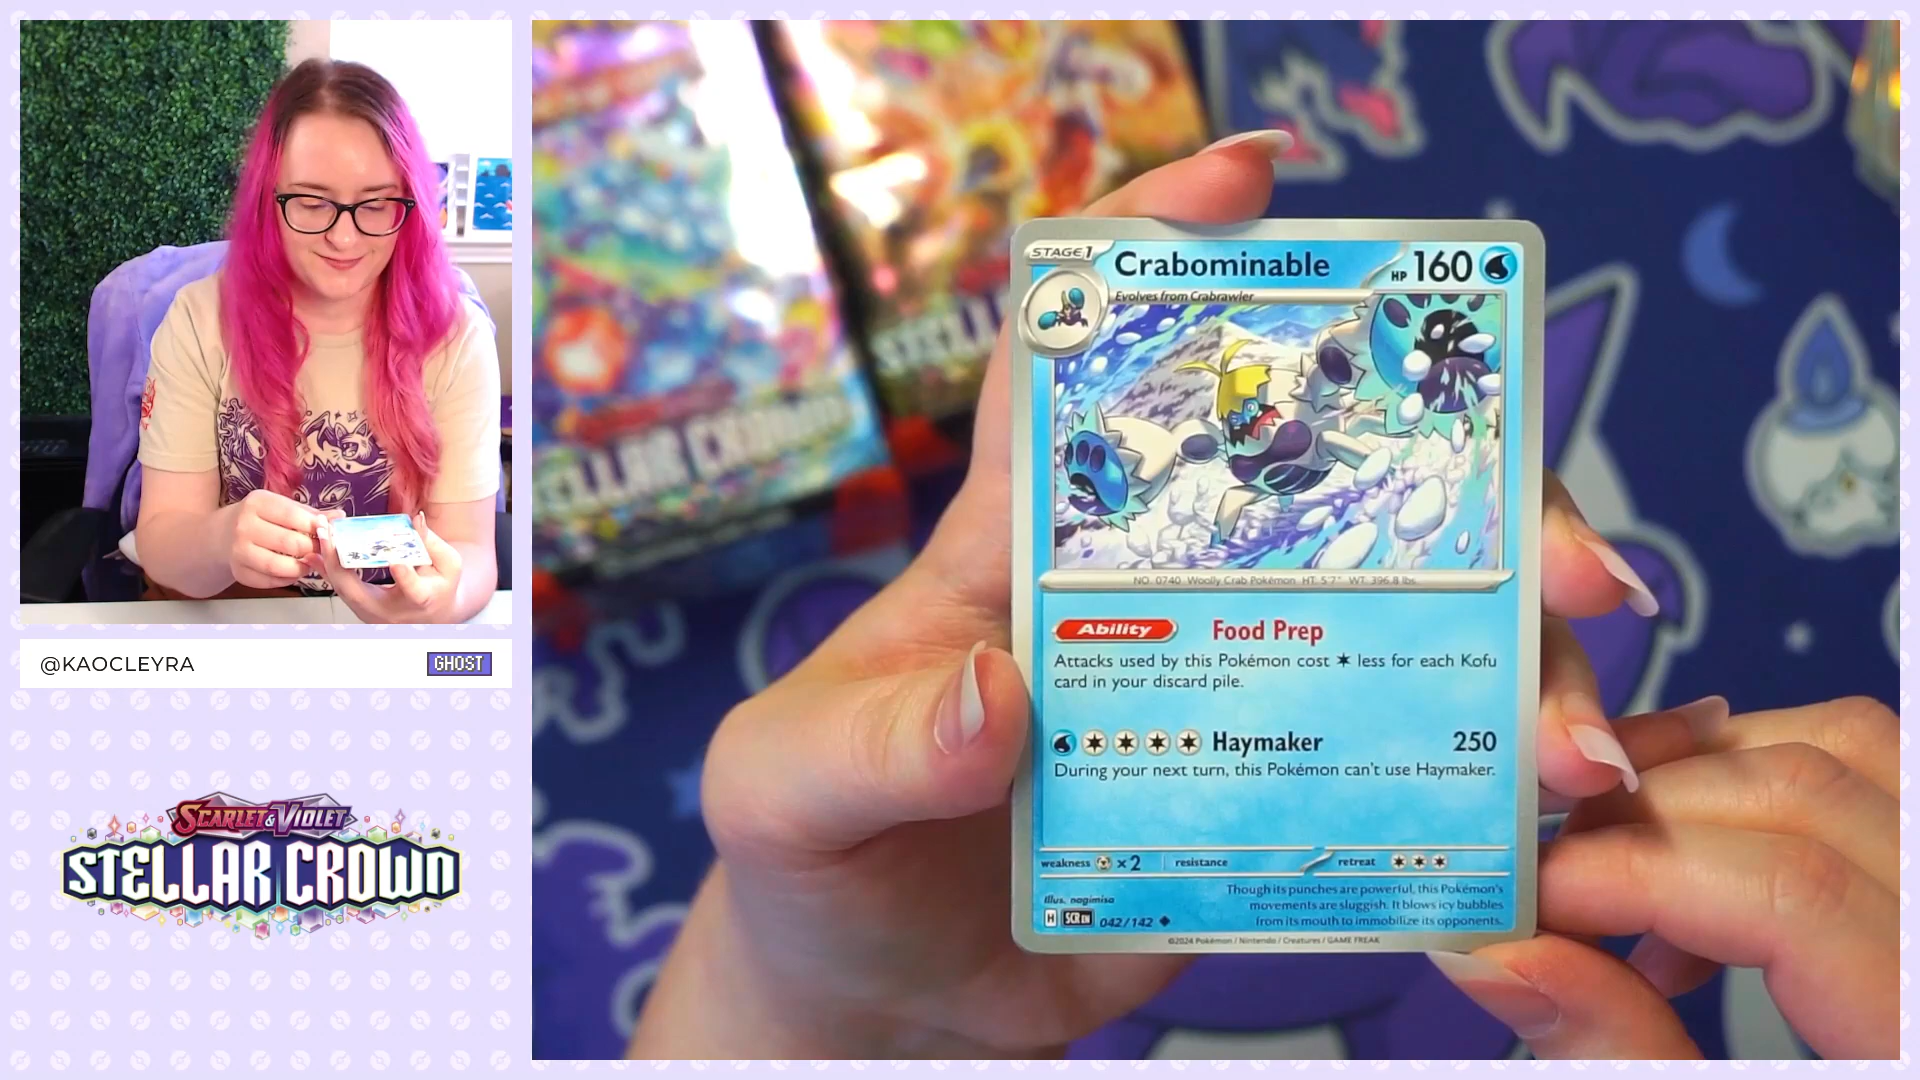 @KAOCLEYRA
GHOST
SCARLET & VIOLET
STELLAR CROWN
STELLAR CROWN
STELL
STAGE 1
Crabominable
HP 160
Evolves from Crabrawler
NO. 0740 Woolly Crab Pokémon HT: 5'7" WT: 396.8 lbs.
Ability Food Prep
Attacks used by this Pokémon cost less for each Kofu
card in your discard pile.
Haymaker 250
During your next turn, this Pokémon can't use Haymaker.
weakness ×2 resistance retreat
Though its punches are powerful, this Pokémon's
movements are sluggish. It blows icy bubbles
from its mouth to immobilize its opponents.
Illus. nagimiso
H SCR EN 042/142
©2024 Pokémon / Nintendo / Creatures / GAME FREAK